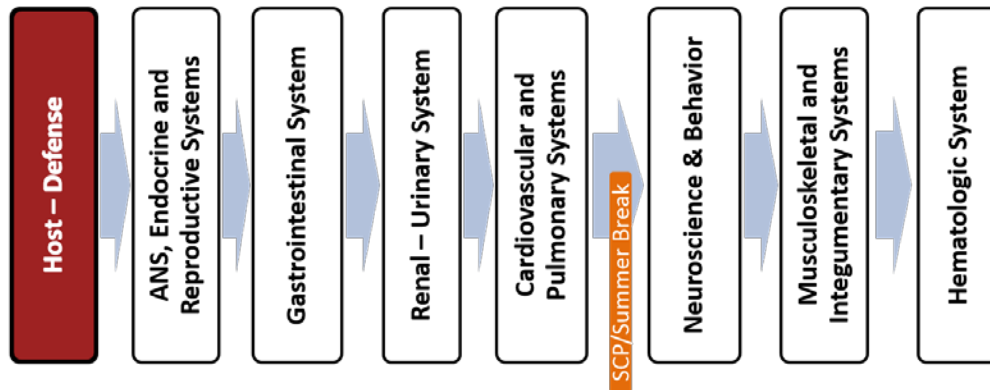 Host – Defense
ANS, Endocrine and
Reproductive Systems
Gastrointestinal System
Renal – Urinary System
Cardiovascular and
Pulmonary Systems
SCP/Summer Break
Neuroscience & Behavior
Musculoskeletal and
Integumentary Systems
Hematologic System